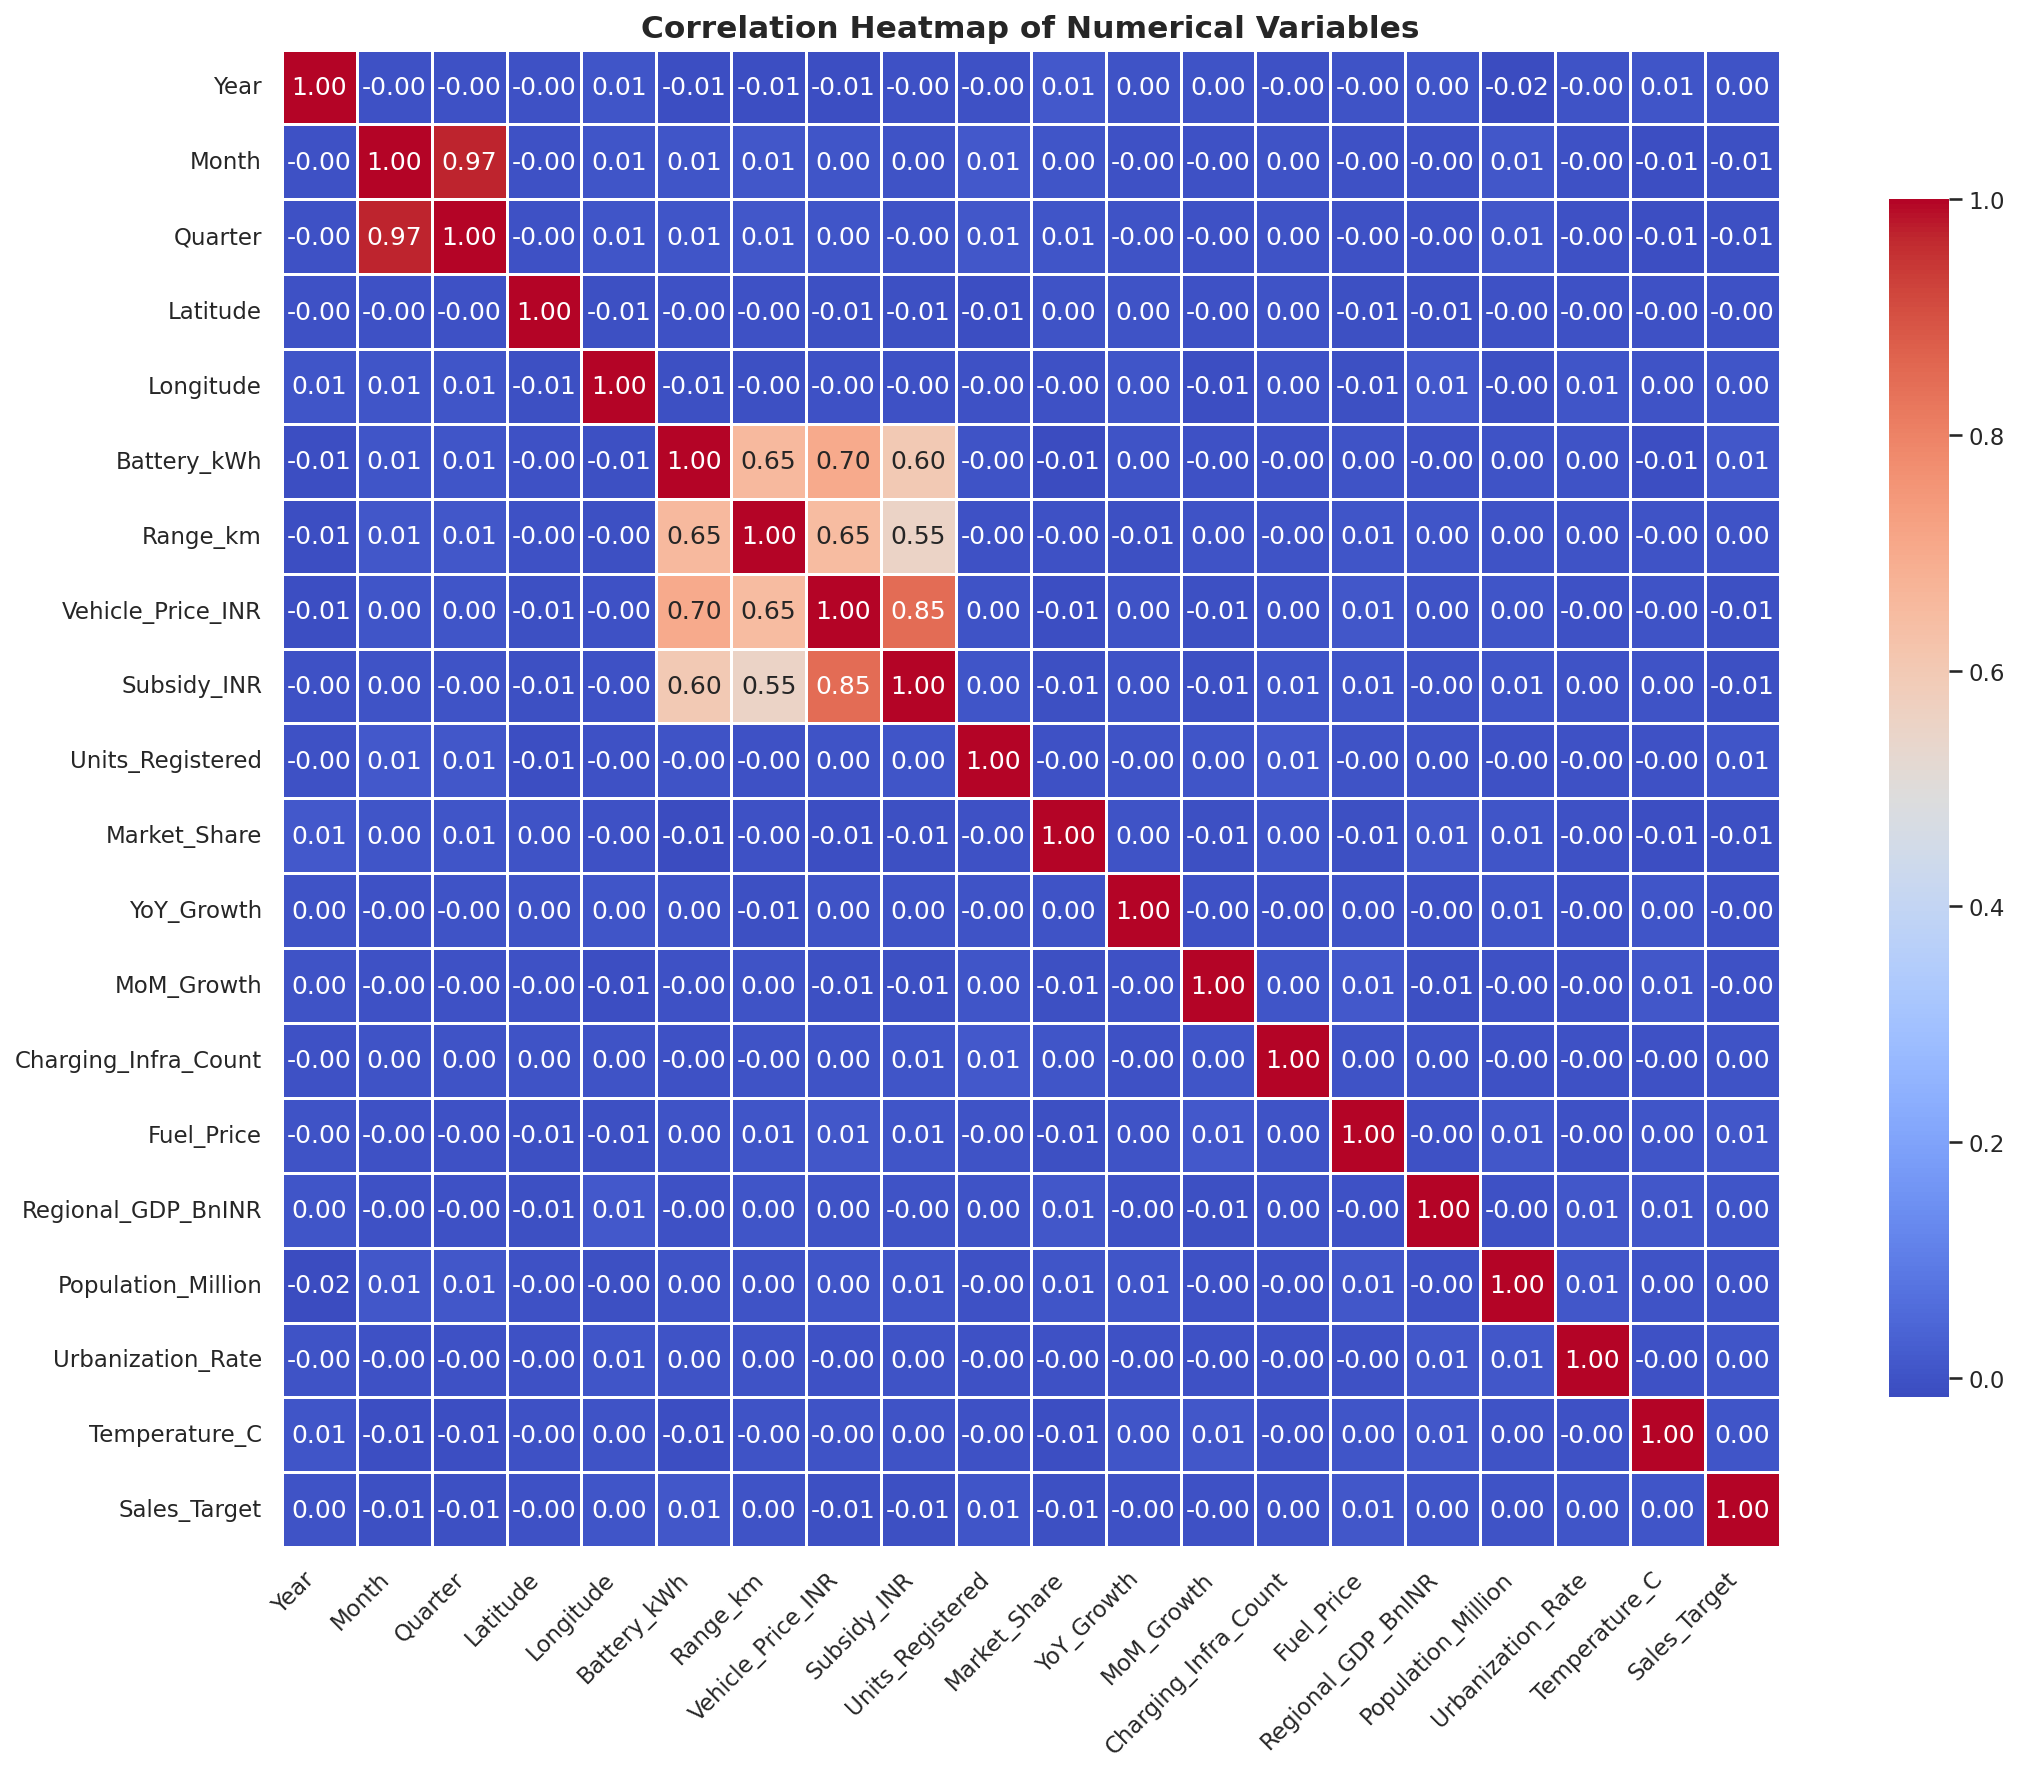 Correlation Heatmap of Numerical Variables
Year 1.00 -0.00 -0.00 -0.00 0.01 -0.01 -0.01 -0.01 -0.00 -0.00 0.01 0.00 0.00 -0.00 -0.00 0.00 -0.02 -0.00 0.01 0.00
Month -0.00 1.00 0.97 -0.00 0.01 0.01 0.01 0.00 0.00 0.01 0.00 -0.00 -0.00 0.00 -0.00 -0.00 0.01 -0.00 -0.01 -0.01
Quarter -0.00 0.97 1.00 -0.00 0.01 0.01 0.01 0.00 -0.00 0.01 0.01 -0.00 -0.00 0.00 -0.00 -0.00 0.01 -0.00 -0.01 -0.01
Latitude -0.00 -0.00 -0.00 1.00 -0.01 -0.00 -0.00 -0.01 -0.01 -0.01 0.00 0.00 -0.00 0.00 -0.01 -0.01 -0.00 -0.00 -0.00 -0.00
Longitude 0.01 0.01 0.01 -0.01 1.00 -0.01 -0.00 -0.00 -0.00 -0.00 -0.00 0.00 -0.01 0.00 -0.01 0.01 -0.00 0.01 0.00 0.00
Battery_kWh -0.01 0.01 0.01 -0.00 -0.01 1.00 0.65 0.70 0.60 -0.00 -0.01 0.00 -0.00 -0.00 0.00 -0.00 0.00 0.00 -0.01 0.01
Range_km -0.01 0.01 0.01 -0.00 -0.00 0.65 1.00 0.65 0.55 -0.00 -0.00 -0.01 0.00 -0.00 0.01 0.00 0.00 0.00 -0.00 0.00
Vehicle_Price_INR -0.01 0.00 0.00 -0.01 -0.00 0.70 0.65 1.00 0.85 0.00 -0.01 0.00 -0.01 0.00 0.01 0.00 0.00 -0.00 -0.00 -0.01
Subsidy_INR -0.00 0.00 -0.00 -0.01 -0.00 0.60 0.55 0.85 1.00 0.00 -0.01 0.00 -0.01 0.01 0.01 -0.00 0.01 0.00 0.00 -0.01
Units_Registered -0.00 0.01 0.01 -0.01 -0.00 -0.00 -0.00 0.00 0.00 1.00 -0.00 -0.00 0.00 0.01 -0.00 0.00 -0.00 -0.00 -0.00 0.01
Market_Share 0.01 0.00 0.01 0.00 -0.00 -0.01 -0.00 -0.01 -0.01 -0.00 1.00 0.00 -0.01 0.00 -0.01 0.01 0.01 -0.00 -0.01 -0.01
YoY_Growth 0.00 -0.00 -0.00 0.00 0.00 0.00 -0.01 0.00 0.00 -0.00 0.00 1.00 -0.00 -0.00 0.00 -0.00 0.01 -0.00 0.00 -0.00
MoM_Growth 0.00 -0.00 -0.00 -0.00 -0.01 -0.00 0.00 -0.01 -0.01 0.00 -0.01 -0.00 1.00 0.00 0.01 -0.01 -0.00 -0.00 0.01 -0.00
Charging_Infra_Count -0.00 0.00 0.00 0.00 0.00 -0.00 -0.00 0.00 0.01 0.01 0.00 -0.00 0.00 1.00 0.00 0.00 -0.00 -0.00 -0.00 0.00
Fuel_Price -0.00 -0.00 -0.00 -0.01 -0.01 0.00 0.01 0.01 0.01 -0.00 -0.01 0.00 0.01 0.00 1.00 -0.00 0.01 -0.00 0.00 0.01
Regional_GDP_BnINR 0.00 -0.00 -0.00 -0.01 0.01 -0.00 0.00 0.00 -0.00 0.00 0.01 -0.00 -0.01 0.00 -0.00 1.00 -0.00 0.01 0.01 0.00
Population_Million -0.02 0.01 0.01 -0.00 -0.00 0.00 0.00 0.00 0.01 -0.00 0.01 0.01 -0.00 -0.00 0.01 -0.00 1.00 0.01 0.00 0.00
Urbanization_Rate -0.00 -0.00 -0.00 -0.00 0.01 0.00 0.00 -0.00 0.00 -0.00 -0.00 -0.00 -0.00 -0.00 -0.00 0.01 0.01 1.00 -0.00 0.00
Temperature_C 0.01 -0.01 -0.01 -0.00 0.00 -0.01 -0.00 -0.00 0.00 -0.00 -0.01 0.00 0.01 -0.00 0.00 0.01 0.00 -0.00 1.00 0.00
Sales_Target 0.00 -0.01 -0.01 -0.00 0.00 0.01 0.00 -0.01 -0.01 0.01 -0.01 -0.00 -0.00 0.00 0.01 0.00 0.00 0.00 0.00 1.00
Year
Month
Quarter
Latitude
Longitude
Battery_kWh
Range_km
Vehicle_Price_INR
Subsidy_INR
Units_Registered
Market_Share
YoY_Growth
MoM_Growth
Charging_Infra_Count
Fuel_Price
Regional_GDP_BnINR
Population_Million
Urbanization_Rate
Temperature_C
Sales_Target
1.0
0.8
0.6
0.4
0.2
0.0